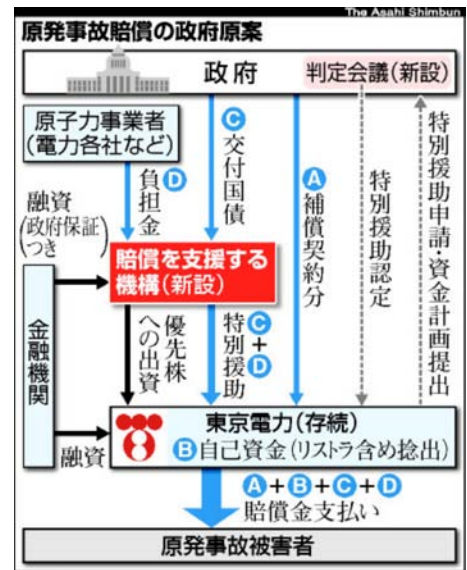 The Asahi Shimbun
原発事故賠償の政府原案
政府
判定会議(新設)
原子力事業者
(電力各社など)
D
負担金
C
交付国債
A
補償契約分
特別援助認定
特別援助申請・資金計画提出
融資
(政府保証つき)
賠償を支援する
機構(新設)
金融機関
優先株
への出資
特別援助
C+D
融資
東京電力(存続)
B自己資金(リストラ含め捻出)
A+B+C+D
賠償金支払い
原発事故被害者